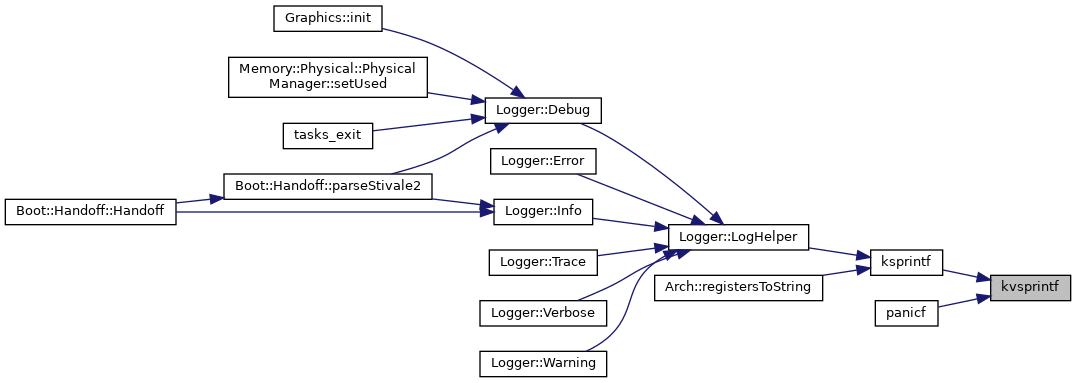 Graphics::init
Memory::Physical::Physical
Manager::setUsed
Logger::Debug
tasks_exit
Logger::Error
Boot::Handoff::parseStivale2
Boot::Handoff::Handoff
Logger::Info
Logger::LogHelper
Logger::Trace
ksprintf
Arch::registersToString
kvsprintf
Logger::Verbose
panicf
Logger::Warning